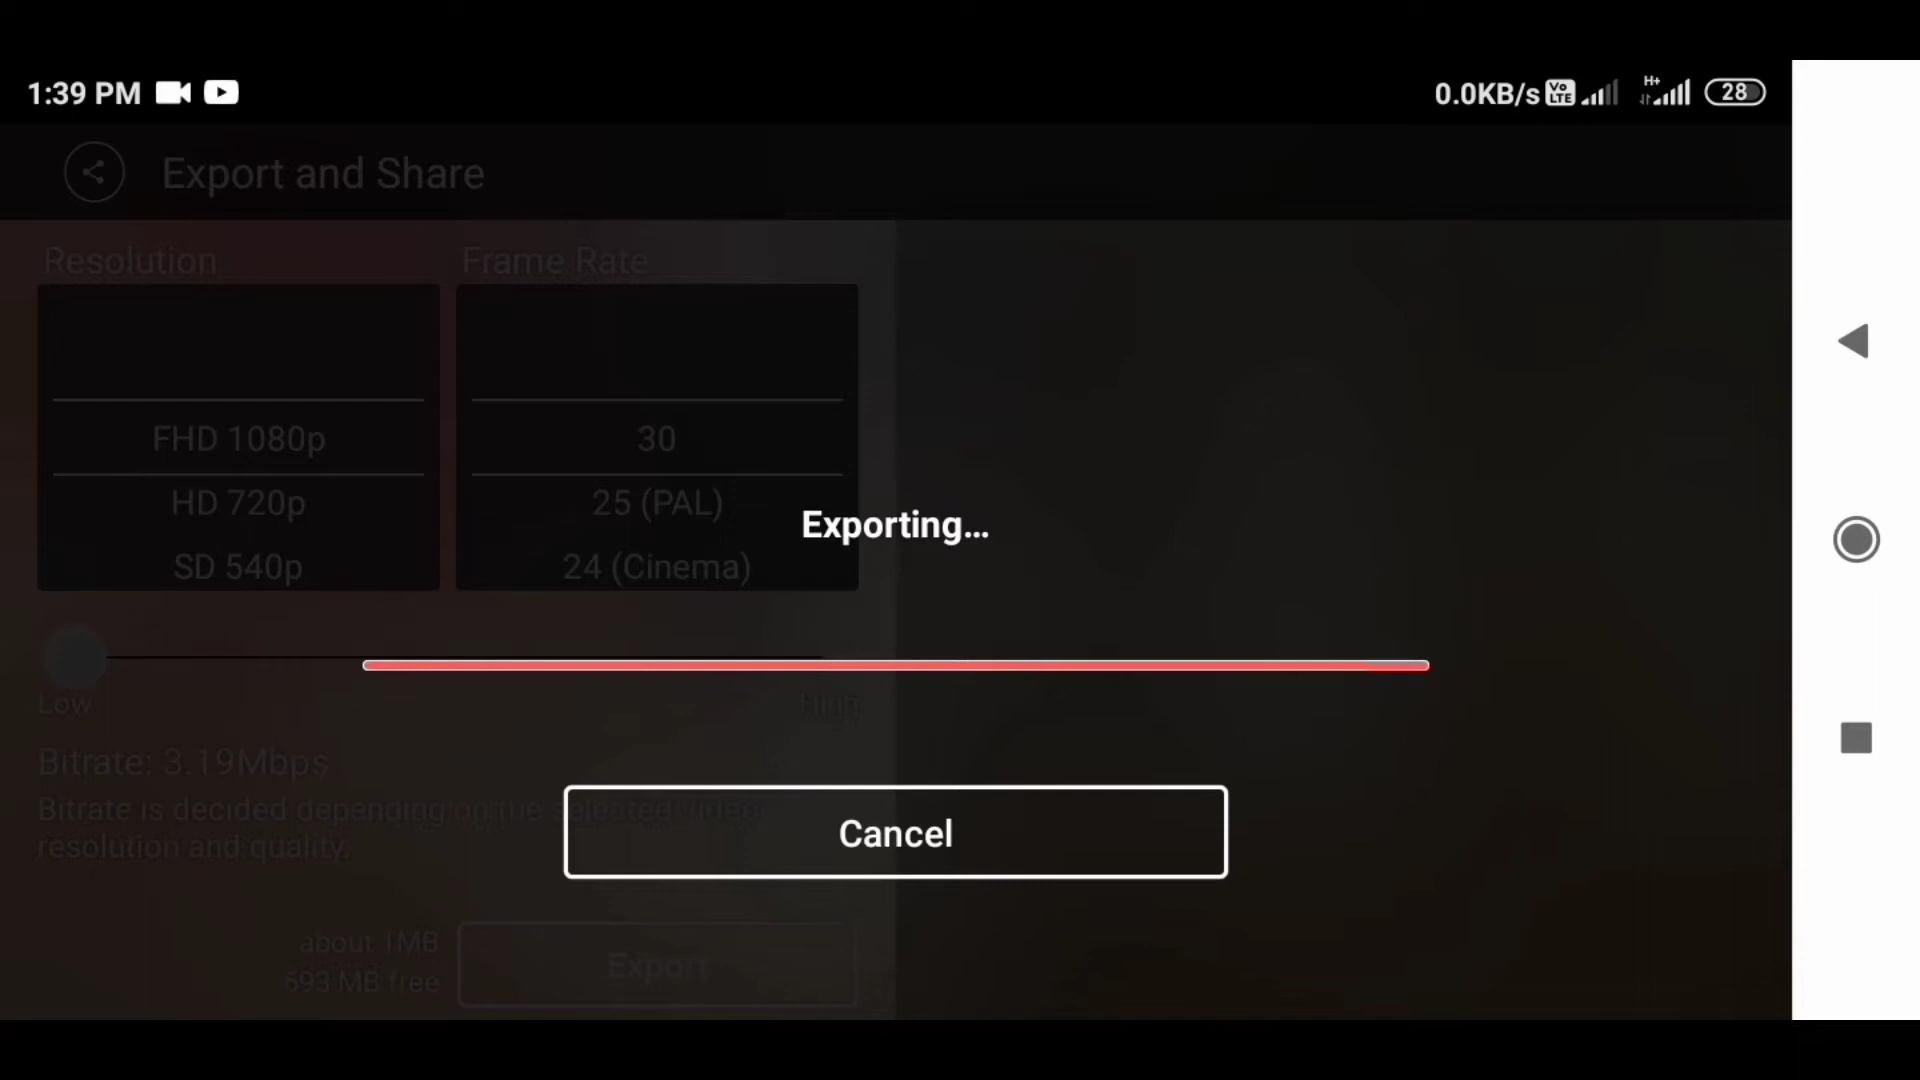 1:39 PM
0.0KB/s Vo LTE H+ 28
Export and Share
Resolution
Frame Rate
FHD 1080p
30
HD 720p
25 (PAL)
SD 540p
24 (Cinema)
Exporting...
Low
High
Bitrate: 3.19Mbps
Bitrate is decided depending on the selected video
resolution and quality.
Cancel
about 1MB
693 MB free
Export